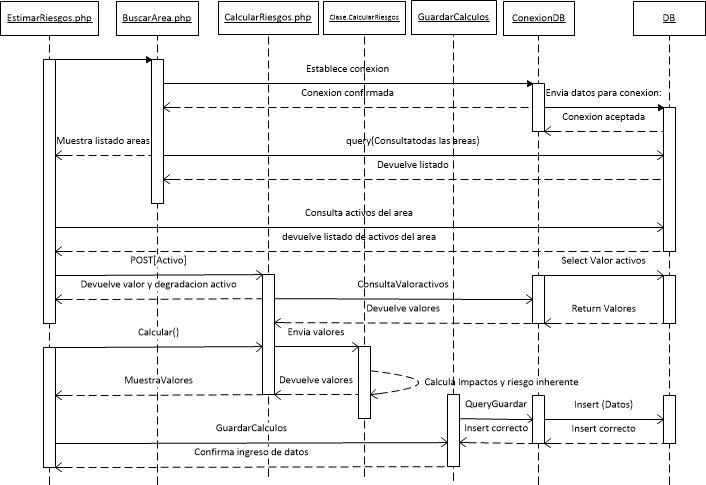 EstimarRiesgos.php
BuscarArea.php
CalcularRiesgos.php
Clase.CalcularRiesgos
GuardarCalculos
ConexionDB
DB
Establece conexion
Conexion confirmada
Envia datos para conexion:
Conexion aceptada
Muestra listado areas
query(Consultatodas las areas)
Devuelve listado
Consulta activos del area
devuelve listado de activos del area
POST[Activo]
Select Valor activos
Devuelve valor y degradacion activo
ConsultaValoractivos
Devuelve valores
Return Valores
Calcular()
Envia valores
MuestraValores
Devuelve valores
Calcula Impactos y riesgo inherente
QueryGuardar
Insert (Datos)
GuardarCalculos
Insert correcto
Insert correcto
Confirma ingreso de datos